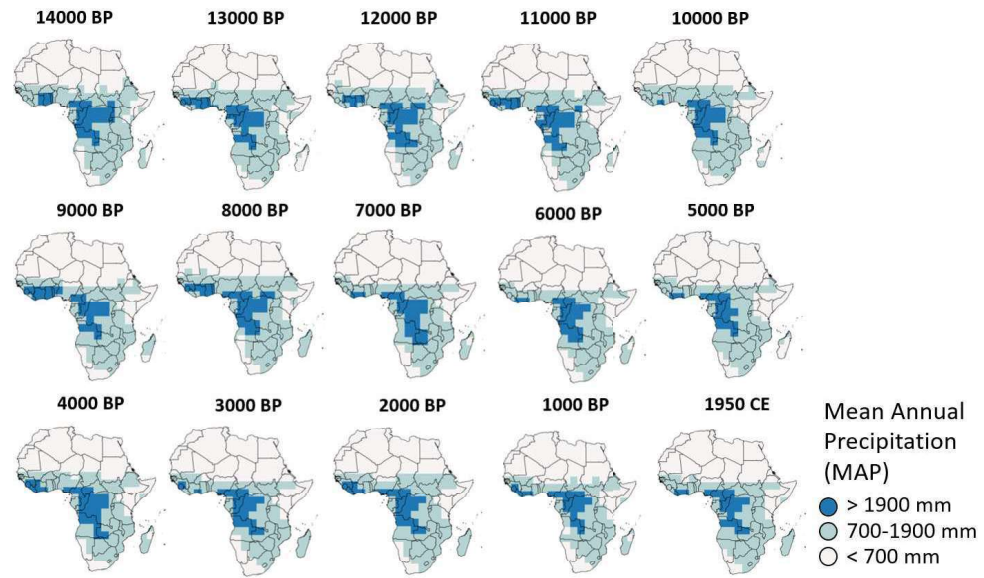 14000 BP
13000 BP
12000 BP
11000 BP
10000 BP
9000 BP
8000 BP
7000 BP
6000 BP
5000 BP
4000 BP
3000 BP
2000 BP
1000 BP
1950 CE
Mean Annual
Precipitation
(MAP)
> 1900 mm
700-1900 mm
< 700 mm